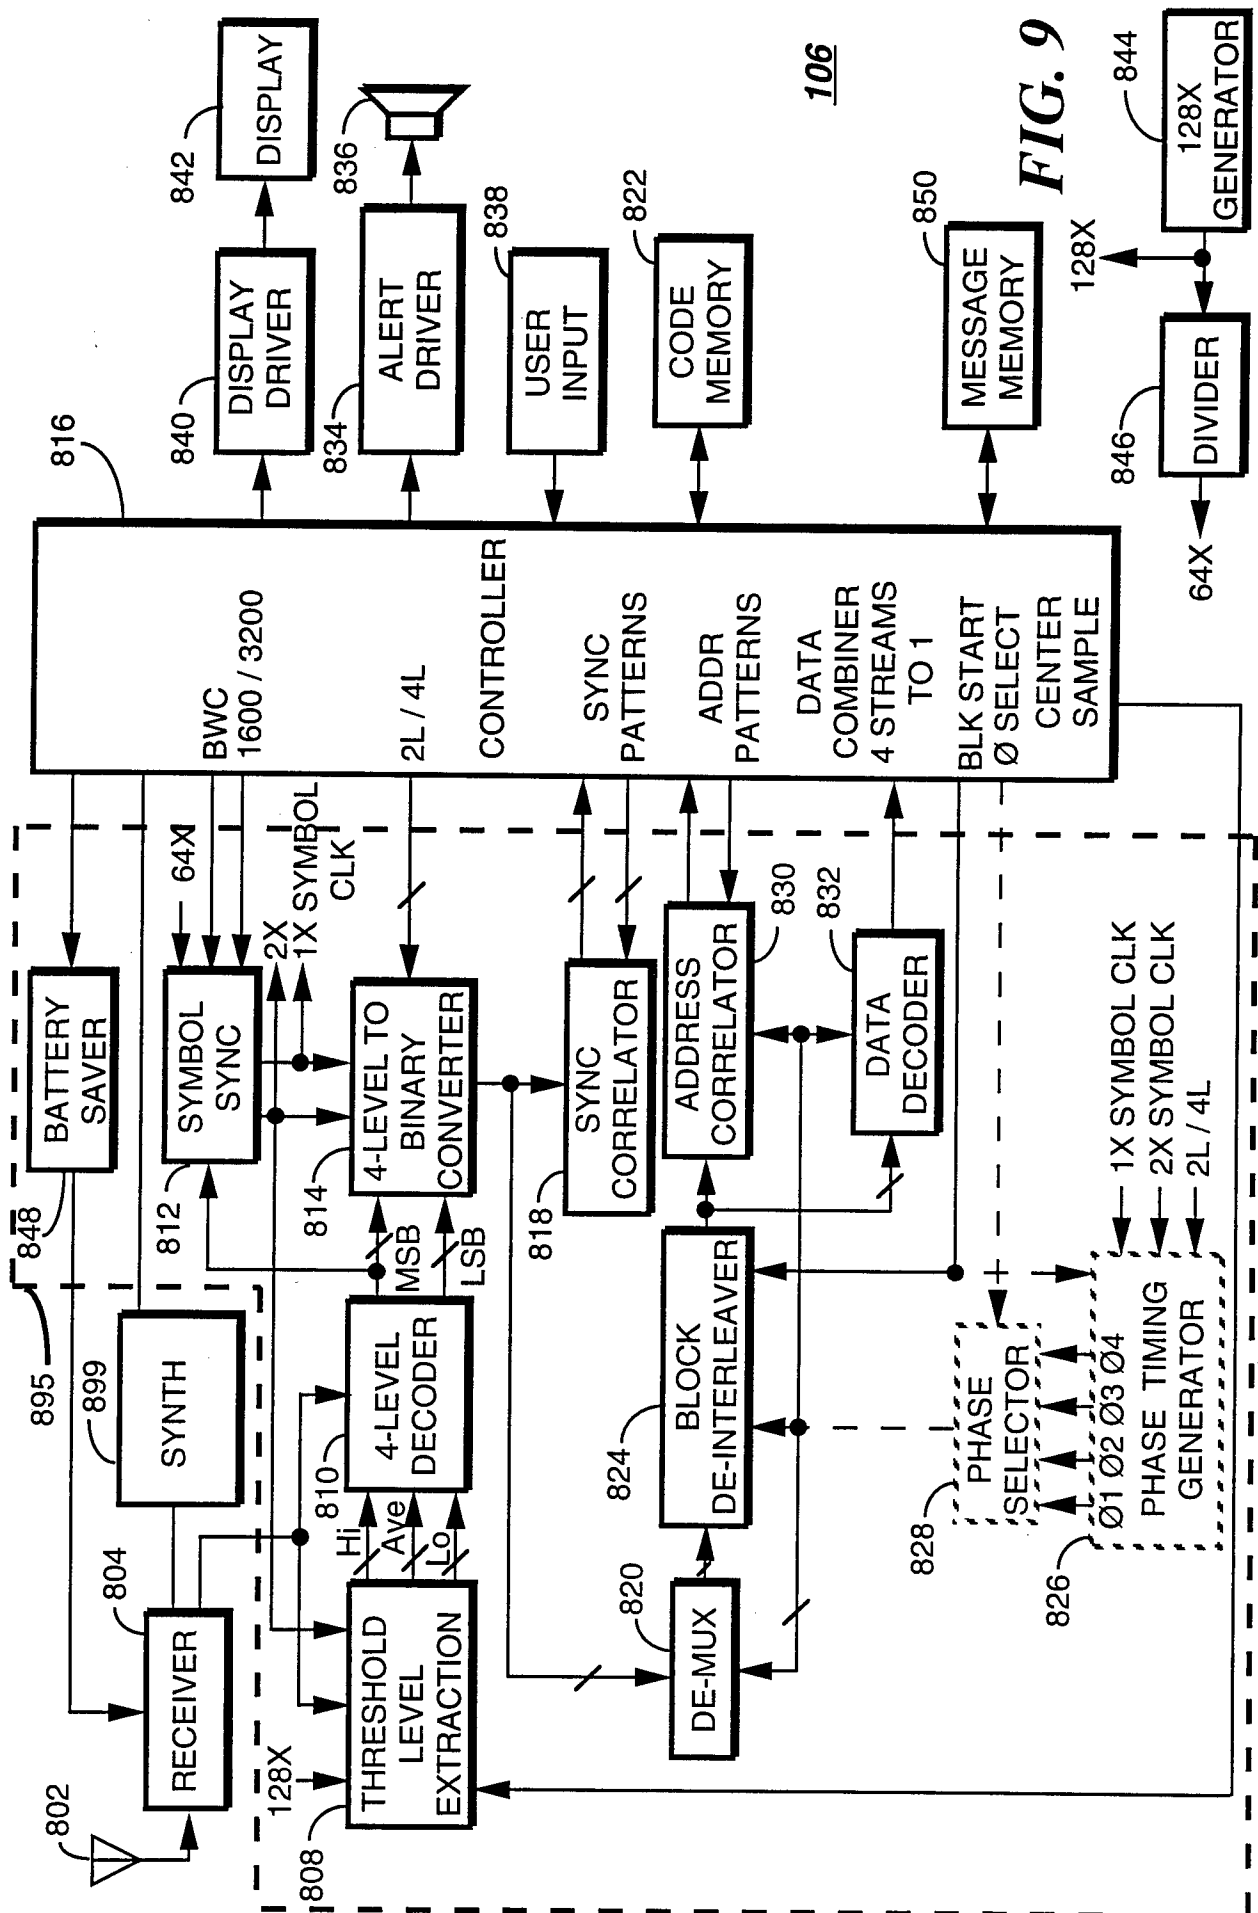 802
RECEIVER
804
SYNTH
899
895
BATTERY
SAVER
848
SYMBOL
SYNC
812
64X
2X
1X SYMBOL
CLK
128X
THRESHOLD
LEVEL
EXTRACTION
808
Hi
Ave
Lo
4-LEVEL
DECODER
810
MSB
LSB
4-LEVEL TO
BINARY
CONVERTER
814
SYNC
CORRELATOR
818
DE-MUX
820
BLOCK
DE-INTERLEAVER
824
ADDRESS
CORRELATOR
830
DATA
DECODER
832
PHASE
SELECTOR
828
Ø1 Ø2 Ø3 Ø4
PHASE TIMING
GENERATOR
826
1X SYMBOL CLK
2X SYMBOL CLK
2L / 4L
816
BWC
1600 / 3200
2L / 4L
CONTROLLER
SYNC
PATTERNS
ADDR
PATTERNS
DATA
COMBINER
4 STREAMS
TO 1
BLK START
Ø SELECT
CENTER
SAMPLE
DISPLAY
DRIVER
840
DISPLAY
842
ALERT
DRIVER
834
836
USER
INPUT
838
CODE
MEMORY
822
MESSAGE
MEMORY
850
64X
DIVIDER
846
128X
128X
GENERATOR
844
106
FIG. 9